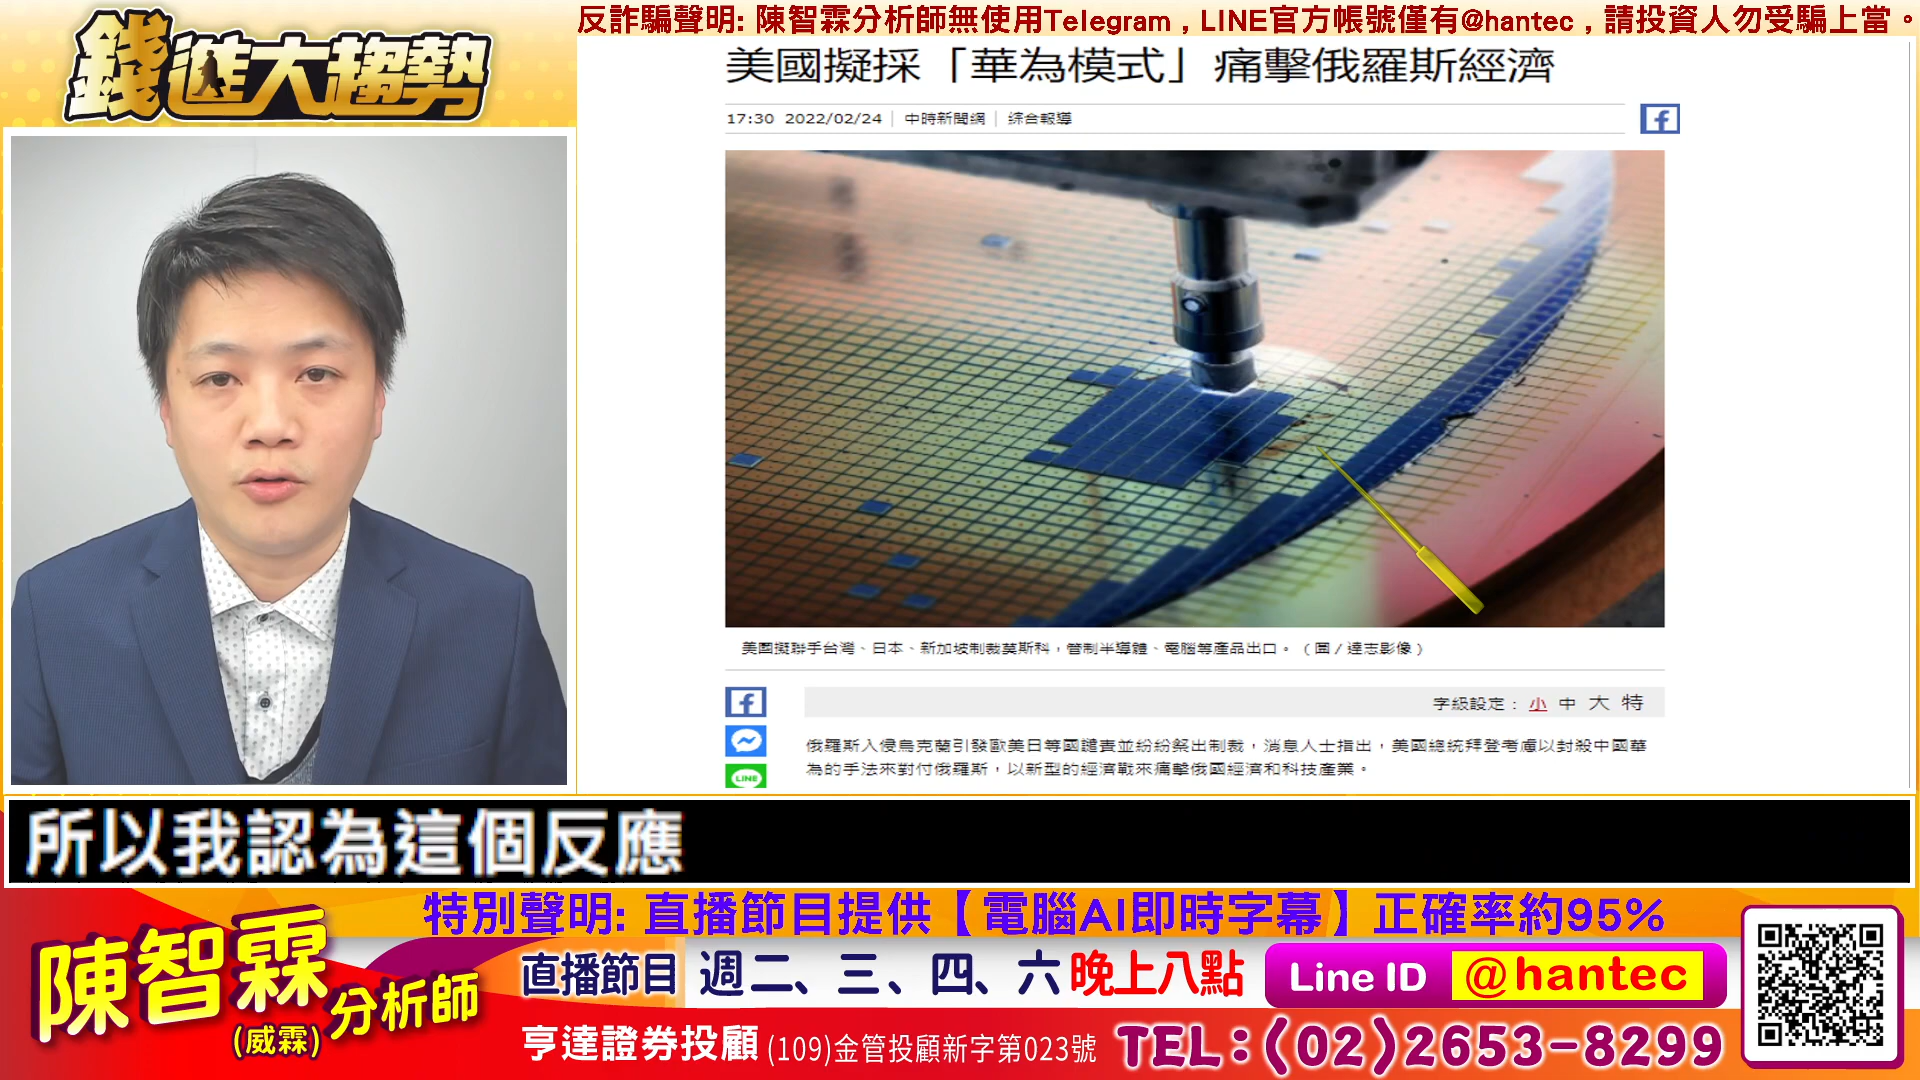 反詐騙聲明: 陳智霖分析師無使用Telegram , LINE官方帳號僅有@hantec , 請投資人勿受騙上當。
錢進大趨勢
美國擬採「華為模式」痛擊俄羅斯經濟
17:30 2022/02/24 | 中時新聞網 | 綜合報導
美國擬聯手台灣、日本、新加坡制裁莫斯科,管制半導體、電腦等產品出口。(圖/達志影像)
字級設定: 小 中 大 特
LINE
俄羅斯入侵烏克蘭引發歐美日等國譴責並紛紛祭出制裁,消息人士指出,美國總統拜登考慮以封殺中國華
為的手法來對付俄羅斯,以新型的經濟戰來痛擊俄國經濟和科技產業。
所以我認為這個反應
特別聲明: 直播節目提供【電腦AI即時字幕】正確率約95%
陳智霖分析師
(威霖)
直播節目 週二、三、四、六晚上八點
Line ID @hantec
亨達證券投顧 (109)金管投顧新字第023號
TEL:(02)2653-8299